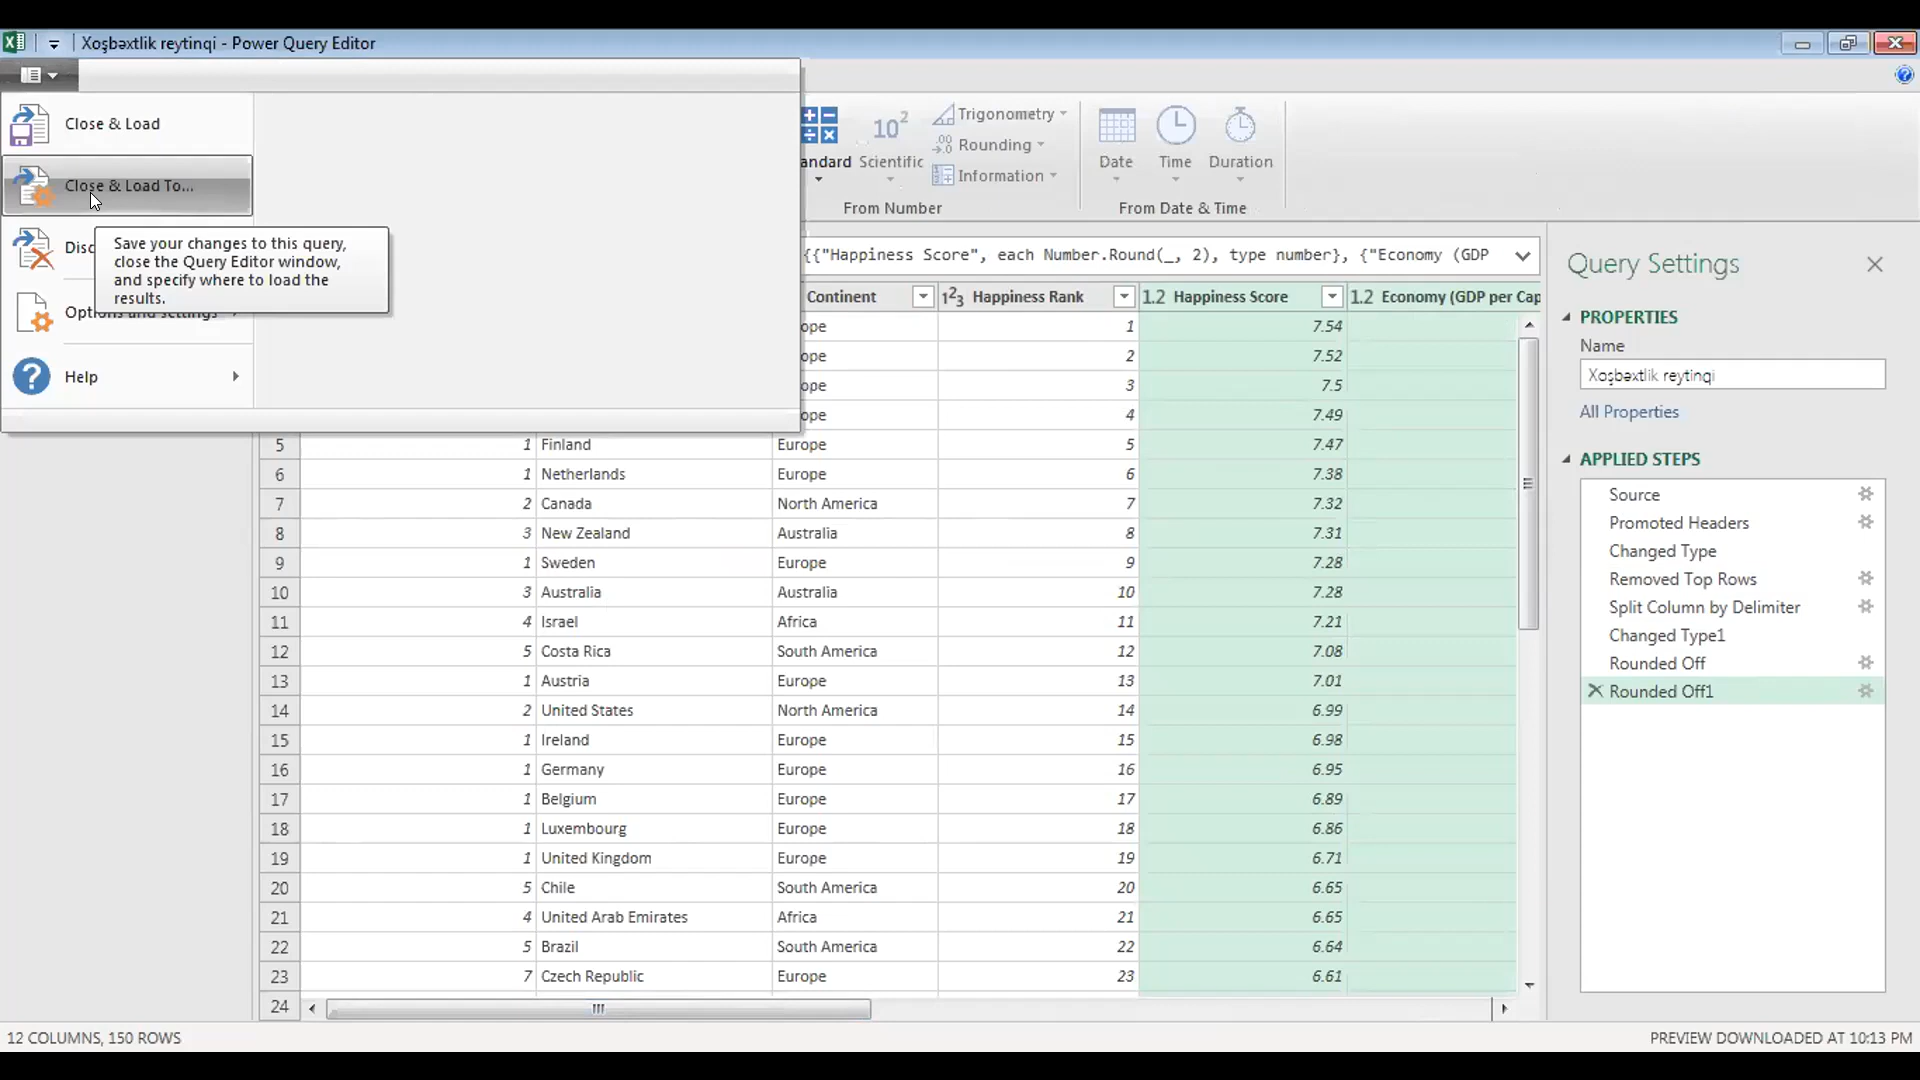 Xoşbəxtlik reytinqi - Power Query Editor
Close & Load
Close & Load To...
Save your changes to this query,
close the Query Editor window,
and specify where to load the
results.
Disc
Options and settings
Help
andard
Scientific
10²
Trigonometry
Rounding
Information
From Number
Date
Time
Duration
From Date & Time
{{"Happiness Score", each Number.Round(_, 2), type number}, {"Economy (GDP
Continent 1²3 Happiness Rank 1.2 Happiness Score 1.2 Economy (GDP per Cap
ope 1 7.54
ope 2 7.52
ope 3 7.5
ope 4 7.49
5 1 Finland Europe 5 7.47
6 1 Netherlands Europe 6 7.38
7 2 Canada North America 7 7.32
8 3 New Zealand Australia 8 7.31
9 1 Sweden Europe 9 7.28
10 3 Australia Australia 10 7.28
11 4 Israel Africa 11 7.21
12 5 Costa Rica South America 12 7.08
13 1 Austria Europe 13 7.01
14 2 United States North America 14 6.99
15 1 Ireland Europe 15 6.98
16 1 Germany Europe 16 6.95
17 1 Belgium Europe 17 6.89
18 1 Luxembourg Europe 18 6.86
19 1 United Kingdom Europe 19 6.71
20 5 Chile South America 20 6.65
21 4 United Arab Emirates Africa 21 6.65
22 5 Brazil South America 22 6.64
23 7 Czech Republic Europe 23 6.61
24
Query Settings
PROPERTIES
Name
Xoşbəxtlik reytinqi
All Properties
APPLIED STEPS
Source
Promoted Headers
Changed Type
Removed Top Rows
Split Column by Delimiter
Changed Type1
Rounded Off
Rounded Off1
12 COLUMNS, 150 ROWS
PREVIEW DOWNLOADED AT 10:13 PM